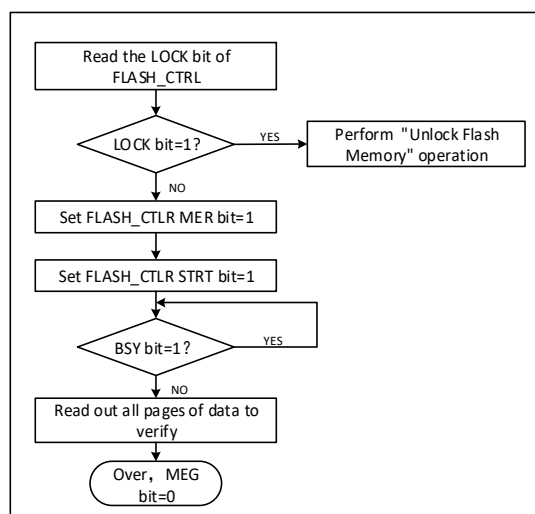 Read the LOCK bit of
FLASH_CTRL
LOCK bit=1?
YES
Perform "Unlock Flash
Memory" operation
NO
Set FLASH_CTLR MER bit=1
Set FLASH_CTLR STRT bit=1
BSY bit=1?
YES
NO
Read out all pages of data to
verify
Over，MEG
bit=0